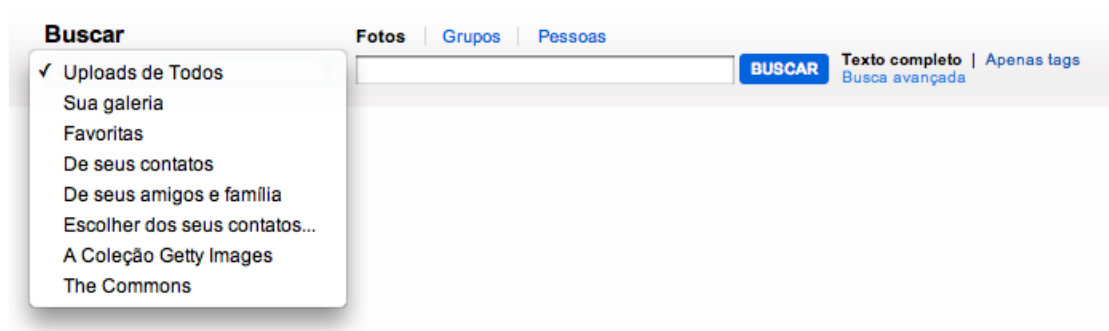 Buscar
Fotos | Grupos | Pessoas
✓ Uploads de Todos
BUSCAR
Texto completo | Apenas tags
Busca avançada
Sua galeria
Favoritas
De seus contatos
De seus amigos e família
Escolher dos seus contatos...
A Coleção Getty Images
The Commons